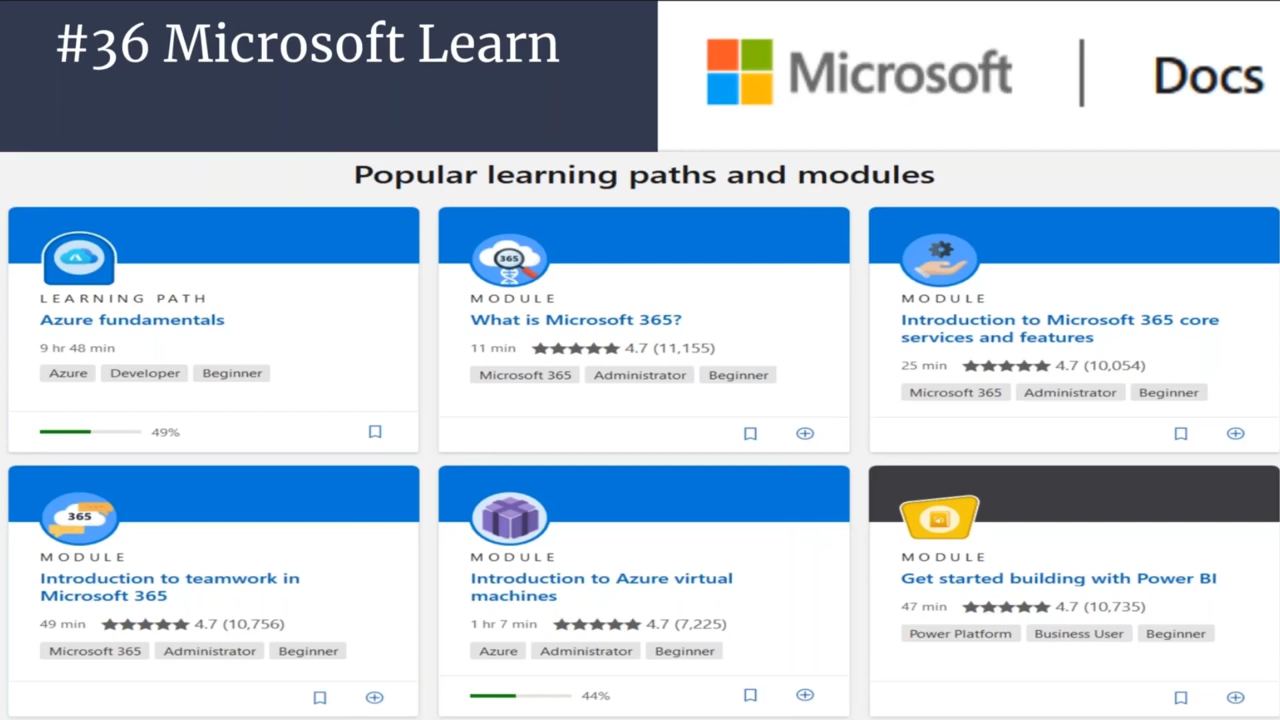 #36 Microsoft Learn
Microsoft | Docs
Popular learning paths and modules
LEARNING PATH
Azure fundamentals
9 hr 48 min
Azure Developer Beginner
49%
365
MODULE
What is Microsoft 365?
11 min 4.7 (11,155)
Microsoft 365 Administrator Beginner
MODULE
Introduction to Microsoft 365 core
services and features
25 min 4.7 (10,054)
Microsoft 365 Administrator Beginner
365
MODULE
Introduction to teamwork in
Microsoft 365
49 min 4.7 (10,756)
Microsoft 365 Administrator Beginner
MODULE
Introduction to Azure virtual
machines
1 hr 7 min 4.7 (7,225)
Azure Administrator Beginner
44%
MODULE
Get started building with Power BI
47 min 4.7 (10,735)
Power Platform Business User Beginner